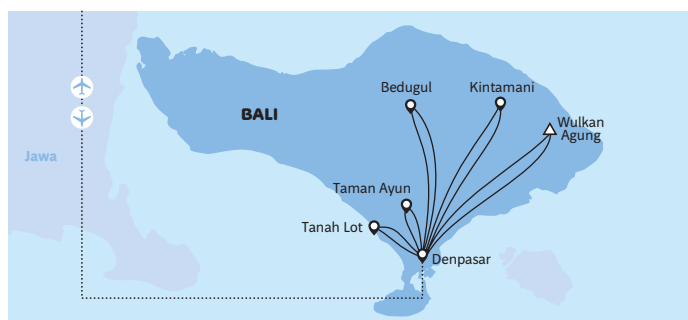 Bedugul
Kintamani
BALI
Wulkan
Agung
Jawa
Taman Ayun
Tanah Lot
Denpasar